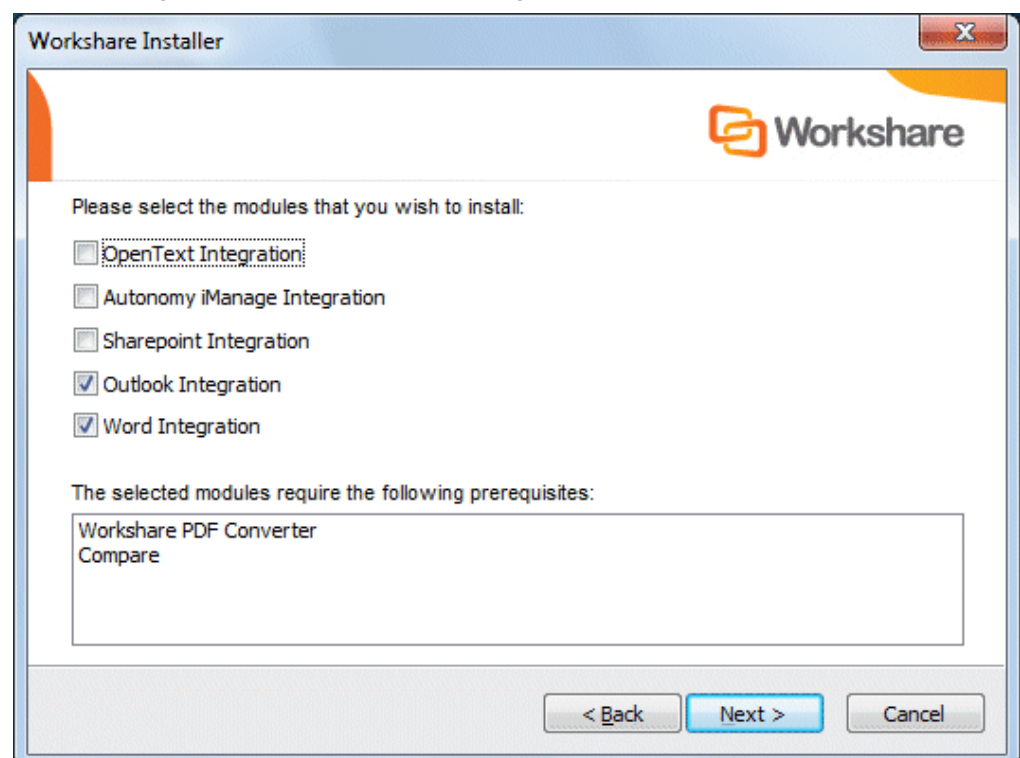 Workshare Installer
Workshare
Please select the modules that you wish to install:
OpenText Integration
Autonomy iManage Integration
Sharepoint Integration
Outlook Integration
Word Integration
The selected modules require the following prerequisites:
Workshare PDF Converter
Compare
< Back Next > Cancel